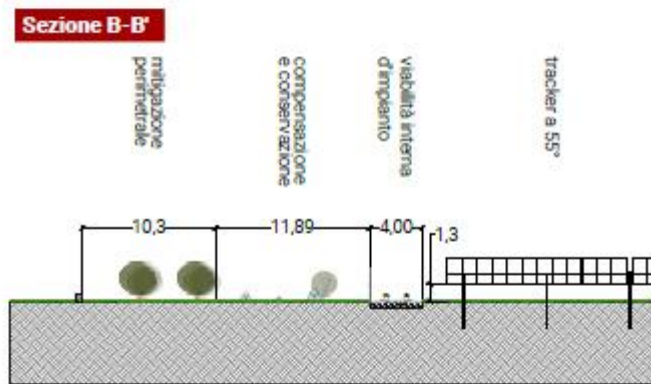 Sezione B-B'
mitigazione
perimetrale
compensazione
e conservazione
viabilità interna
d'impianto
tracker a 55°
10,3
11,89
4,00
1,3